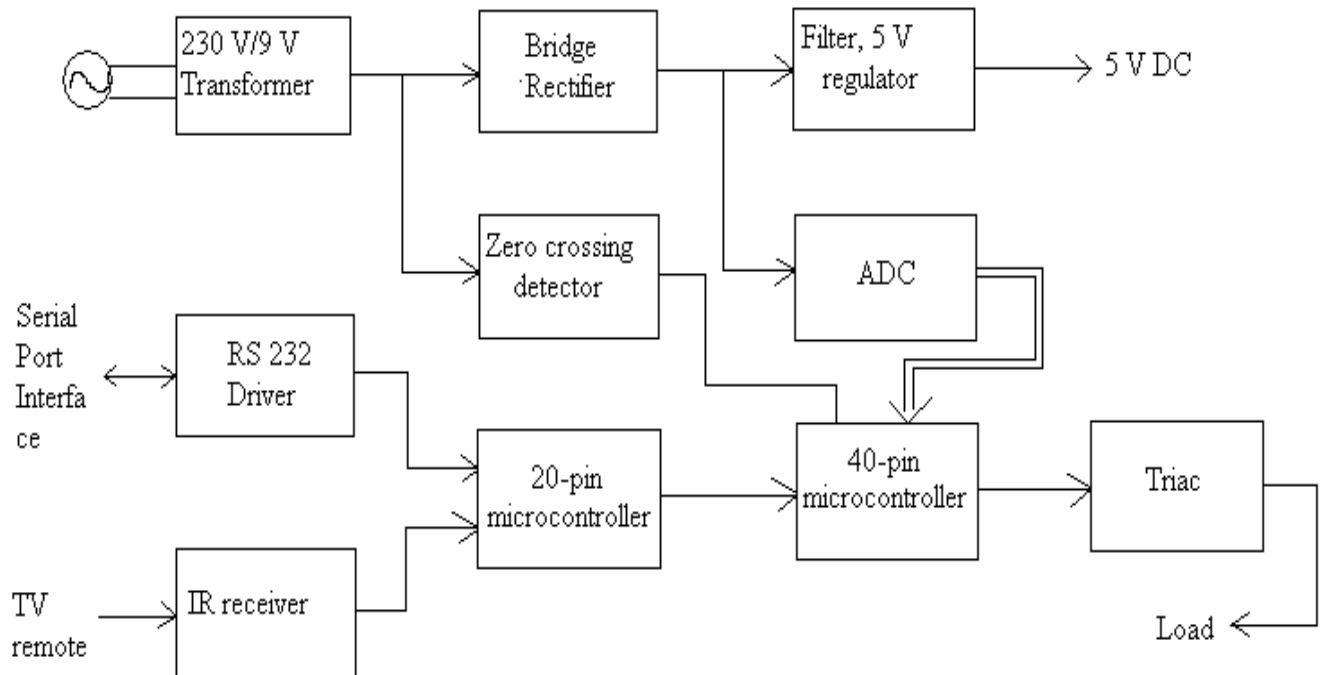 230 V/9 V
Transformer
Bridge
Rectifier
Filter, 5 V
regulator
5 V DC
Zero crossing
detector
ADC
Serial
Port
Interfa
ce
RS 232
Driver
20-pin
microcontroller
40-pin
microcontroller
Triac
TV
remote
IR receiver
Load